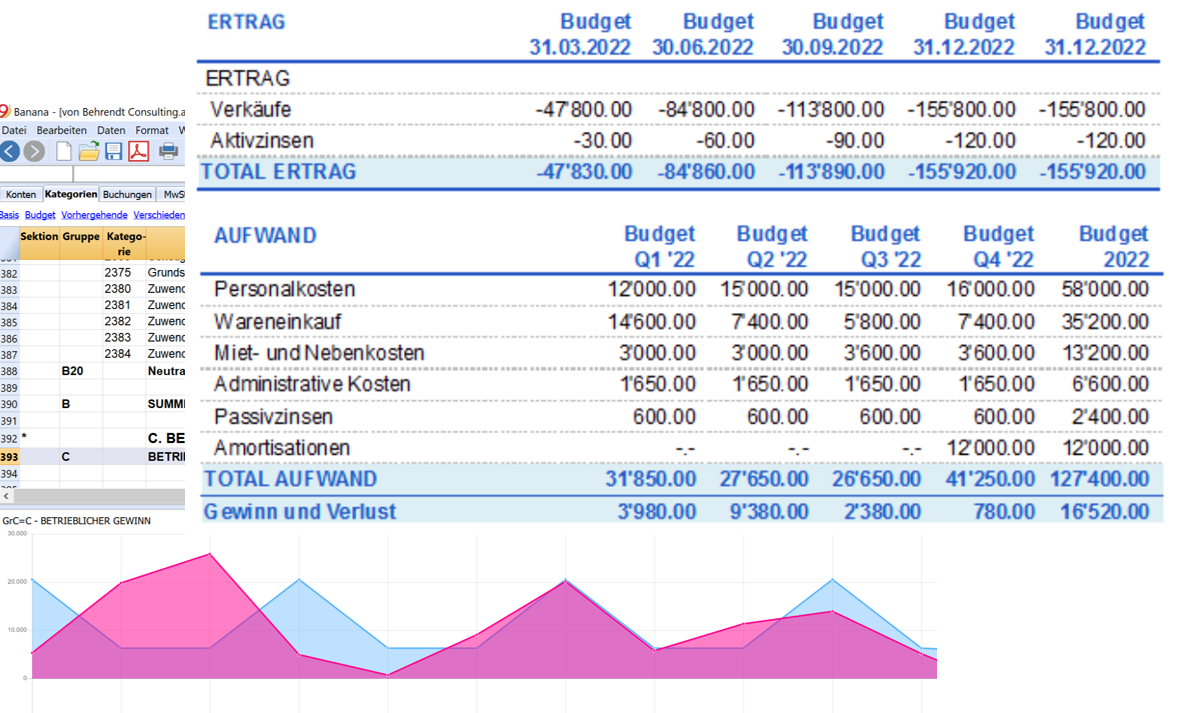 ERTRAG Budget Budget Budget Budget Budget
31.03.2022 30.06.2022 30.09.2022 31.12.2022 31.12.2022
ERTRAG
Verkäufe -47'800.00 -84'800.00 -113'800.00 -155'800.00 -155'800.00
Aktivzinsen -30.00 -60.00 -90.00 -120.00 -120.00
TOTAL ERTRAG -47'830.00 -84'860.00 -113'890.00 -155'920.00 -155'920.00
AUFWAND Budget Budget Budget Budget Budget
Q1 '22 Q2 '22 Q3 '22 Q4 '22 2022
Personalkosten 12'000.00 15'000.00 15'000.00 16'000.00 58'000.00
Wareneinkauf 14'600.00 7'400.00 5'800.00 7'400.00 35'200.00
Miet- und Nebenkosten 3'000.00 3'000.00 3'600.00 3'600.00 13'200.00
Administrative Kosten 1'650.00 1'650.00 1'650.00 1'650.00 6'600.00
Passivzinsen 600.00 600.00 600.00 600.00 2'400.00
Amortisationen -.- -.- -.- 12'000.00 12'000.00
TOTAL AUFWAND 31'850.00 27'650.00 26'650.00 41'250.00 127'400.00
Gewinn und Verlust 3'980.00 9'380.00 2'380.00 780.00 16'520.00
9 Banana - [von Behrendt Consulting.a
Datei Bearbeiten Daten Format W
Konten Kategorien Buchungen MwS
Basis Budget Vorhergehende Verschieden
Sektion Gruppe Katego-
rie
382 2375 Grunds
383 2380 Zuwend
384 2381 Zuwend
385 2382 Zuwend
386 2383 Zuwend
387 2384 Zuwend
388 B20 Neutra
389
390 B SUMM
391
392 * C. BE
393 C BETRI
394
GrC=C - BETRIEBLICHER GEWINN
30.000
20.000
10.000
0